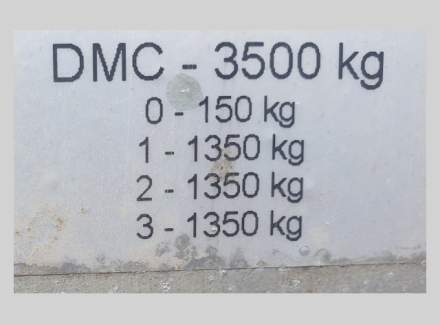 DMC - 3500 kg
0 - 150 kg
1 - 1350 kg
2 - 1350 kg
3 - 1350 kg